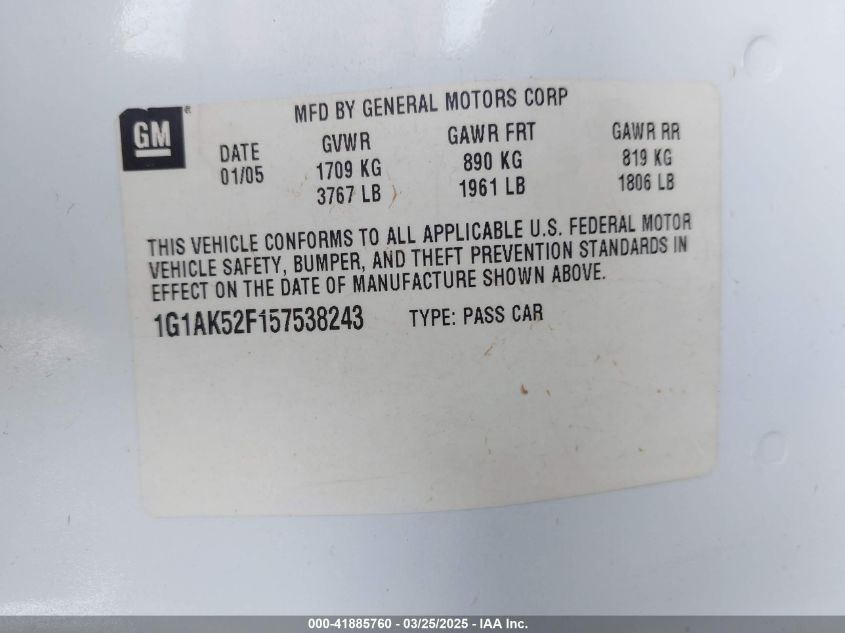 MFD BY GENERAL MOTORS CORP
GM®
DATE GVWR GAWR FRT GAWR RR
01/05 1709 KG 890 KG 819 KG
3767 LB 1961 LB 1806 LB
THIS VEHICLE CONFORMS TO ALL APPLICABLE U.S. FEDERAL MOTOR
VEHICLE SAFETY, BUMPER, AND THEFT PREVENTION STANDARDS IN
EFFECT ON THE DATE OF MANUFACTURE SHOWN ABOVE.
1G1AK52F157538243 TYPE: PASS CAR
000-41885760 - 03/25/2025 - IAA Inc.